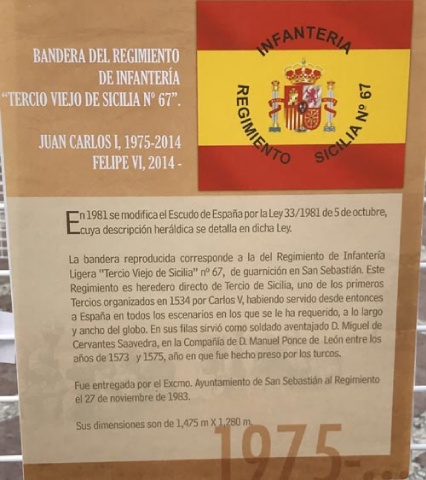 BANDERA DEL REGIMIENTO
DE INFANTERÍA
"TERCIO VIEJO DE SICILIA Nº 67".
JUAN CARLOS I, 1975-2014
FELIPE VI, 2014 -
INFANTERIA
REGIMIENTO SICILIA Nº 67
En 1981 se modifica el Escudo de España por la Ley 33/1981 de 5 de octubre,
cuya descripción heráldica se detalla en dicha Ley.
La bandera reproducida corresponde a la del Regimiento de Infantería
Ligera "Tercio Viejo de Sicilia" nº 67, de guarnición en San Sebastián. Este
Regimiento es heredero directo de Tercio de Sicilia, uno de los primeros
Tercios organizados en 1534 por Carlos V, habiendo servido desde entonces
a España en todos los escenarios en los que se le ha requerido, a lo largo
y ancho del globo. En sus filas sirvió como soldado aventajado D. Miguel de
Cervantes Saavedra, en la Compañía de D. Manuel Ponce de León entre los
años de 1573 y 1575, año en que fue hecho preso por los turcos.
Fue entregada por el Excmo. Ayuntamiento de San Sebastián al Regimiento
el 27 de noviembre de 1983.
Sus dimensiones son de 1,475 m X 1,280 m.
1975-...